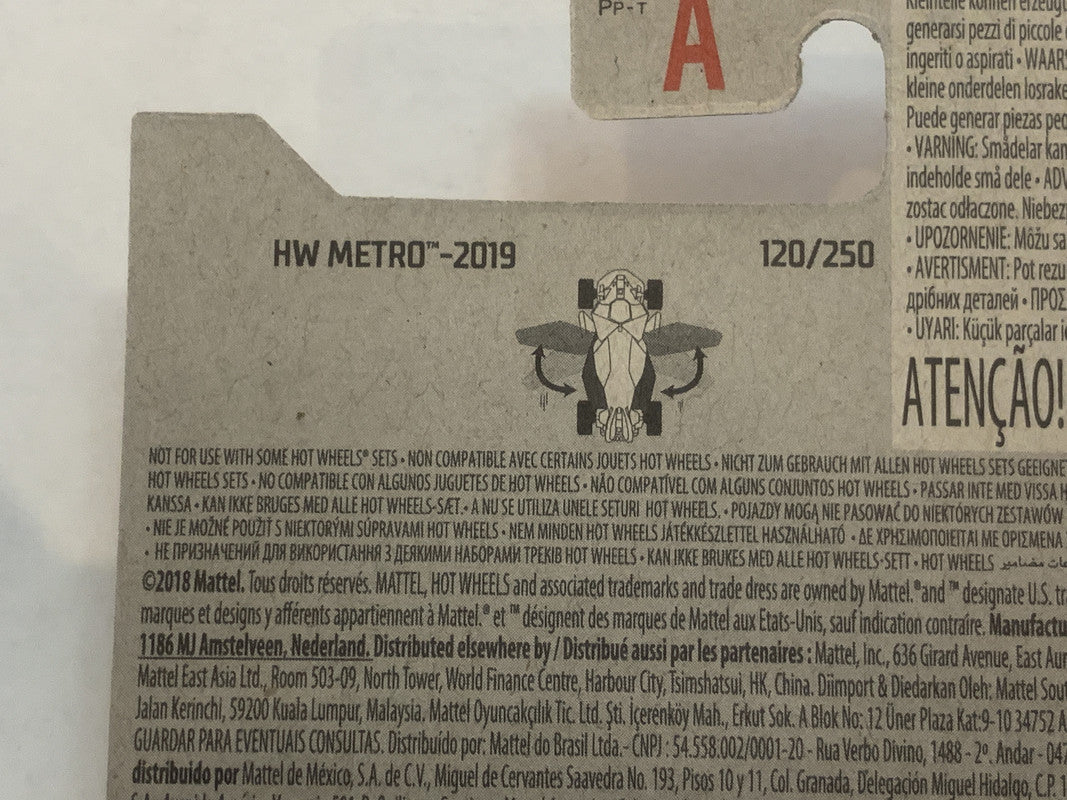 PP-T
A
Kleinteile können erzeugt
generarsi pezzi di piccole
ingeriti o aspirati • WAARS
kleine onderdelen losrake
Puede generar piezas peq
• VARNING: Smådelar kan
indeholde små dele • ADV
zostac odłaczone. Niebez
• UPOZORNENIE: Môžu sa
• AVERTISMENT: Pot rezu
дрібних деталей • ΠΡΟΣ
• UYARI: Küçük parçalar i
ATENÇÃO!
HW METRO™-2019
120/250
NOT FOR USE WITH SOME HOT WHEELS® SETS • NON COMPATIBLE AVEC CERTAINS JOUETS HOT WHEELS • NICHT ZUM GEBRAUCH MIT ALLEN HOT WHEELS SETS GEEIGNE
HOT WHEELS SETS • NO COMPATIBLE CON ALGUNOS JUGUETES DE HOT WHEELS • NÃO COMPATÍVEL COM ALGUNS CONJUNTOS HOT WHEELS • PASSAR INTE MED VISSA H
KANSSA • KAN IKKE BRUGES MED ALLE HOT WHEELS-SÆT. • A NU SE UTILIZA UNELE SETURI HOT WHEELS. • POJAZDY MOGĄ NIE PASOWAĆ DO NIEKTÓRYCH ZESTAWÓW
• NIE JE MOŽNÉ POUŽIŤ S NIEKTORÝMI SÚPRAVAMI HOT WHEELS • NEM MINDEN HOT WHEELS JÁTÉKKÉSZLETTEL HASZNÁLHATÓ • ΔΕ ΧΡΗΣΙΜΟΠΟΙΕΙΤΑΙ ΜΕ ΟΡΙΣΜΕΝΑ
• НЕ ПРИЗНАЧЕНИЙ ДЛЯ ВИКОРИСТАННЯ З ДЕЯКИМИ НАБОРАМИ ТРЕКІВ HOT WHEELS • KAN IKKE BRUKES MED ALLE HOT WHEELS-SETT • HOT WHEELS
©2018 Mattel. Tous droits réservés. MATTEL, HOT WHEELS and associated trademarks and trade dress are owned by Mattel.® and ™ designate U.S. tr
marques et designs y afférents appartiennent à Mattel.® et ™ désignent des marques de Mattel aux Etats-Unis, sauf indication contraire. Manufactu
1186 MJ Amstelveen, Nederland. Distributed elsewhere by / Distribué aussi par les partenaires : Mattel, Inc., 636 Girard Avenue, East Aur
Mattel East Asia Ltd., Room 503-09, North Tower, World Finance Centre, Harbour City, Tsimshatsui, HK, China. Diimport & Diedarkan Oleh: Mattel Sout
Jalan Kerinchi, 59200 Kuala Lumpur, Malaysia. Mattel Oyuncakçılık Tic. Ltd. Şti. İçerenköy Mah., Erkut Sok. A Blok No: 12 Üner Plaza Kat:9-10 34752 A
GUARDAR PARA EVENTUAIS CONSULTAS. Distribuído por: Mattel do Brasil Ltda.- CNPJ : 54.558.002/0001-20 - Rua Verbo Divino, 1488 - 2º. Andar - 047
distribuido por Mattel de México, S.A. de C.V., Miguel de Cervantes Saavedra No. 193, Pisos 10 y 11, Col. Granada, Delegación Miguel Hidalgo, C.P. 1